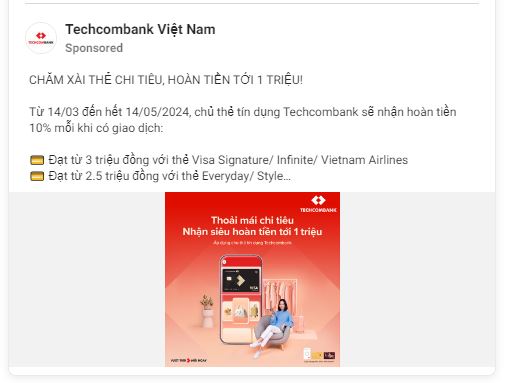 Techcombank Việt Nam
Sponsored
CHĂM XÀI THẺ CHI TIÊU, HOÀN TIỀN TỚI 1 TRIỆU!
Từ 14/03 đến hết 14/05/2024, chủ thẻ tín dụng Techcombank sẽ nhận hoàn tiền
10% mỗi khi có giao dịch:
💳 Đạt từ 3 triệu đồng với thẻ Visa Signature/ Infinite/ Vietnam Airlines
💳 Đạt từ 2.5 triệu đồng với thẻ Everyday/ Style...
TECHCOMBANK
Thoải mái chi tiêu
Nhận siêu hoàn tiền tới 1 triệu
Áp dụng cho thẻ tín dụng Techcombank
VISA